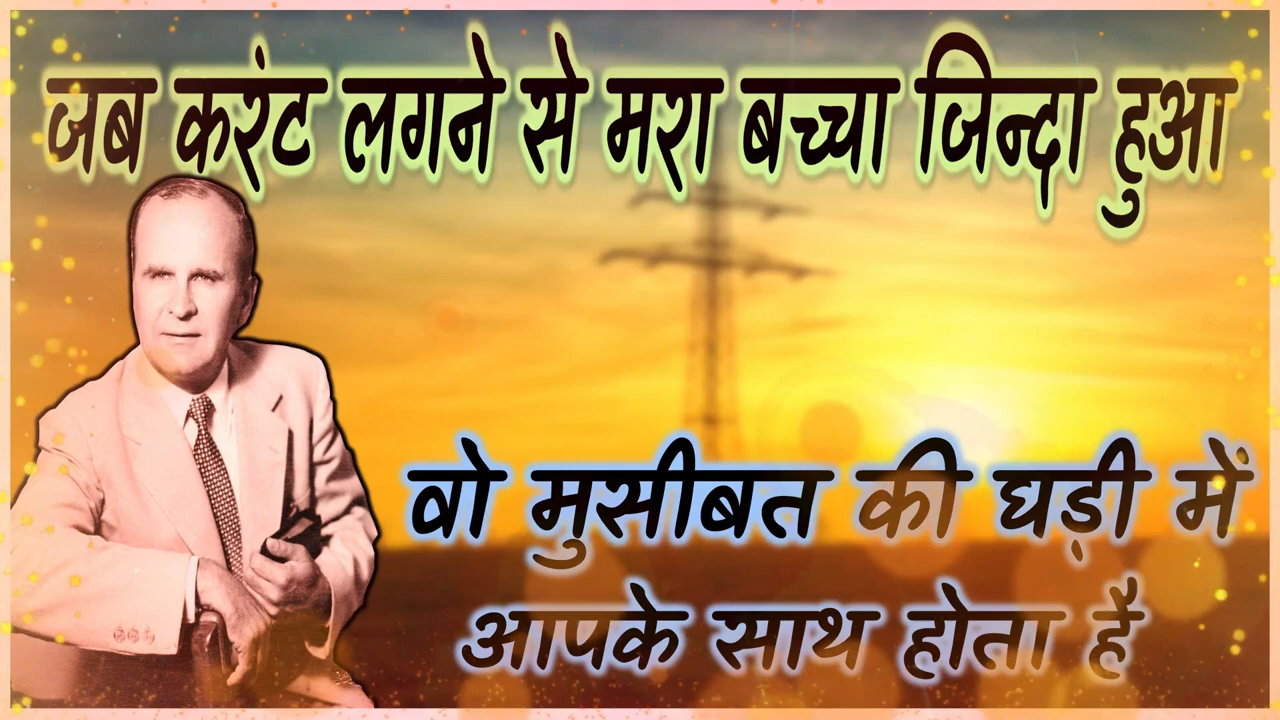 जब करंट लगने से मरा बच्चा जिन्दा हुआ
वो मुसीबत की घड़ी में
आपके साथ होता है